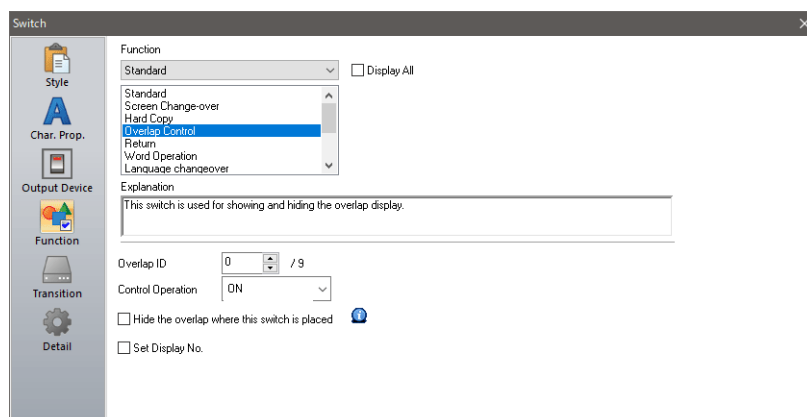 Switch
Style
Char. Prop.
Output Device
Function
Transition
Detail
Function
Standard
Display All
Standard
Screen Change-over
Hard Copy
Overlap Control
Return
Word Operation
Language changeover
Explanation
This switch is used for showing and hiding the overlap display.
Overlap ID 0 / 9
Control Operation ON
Hide the overlap where this switch is placed
Set Display No.